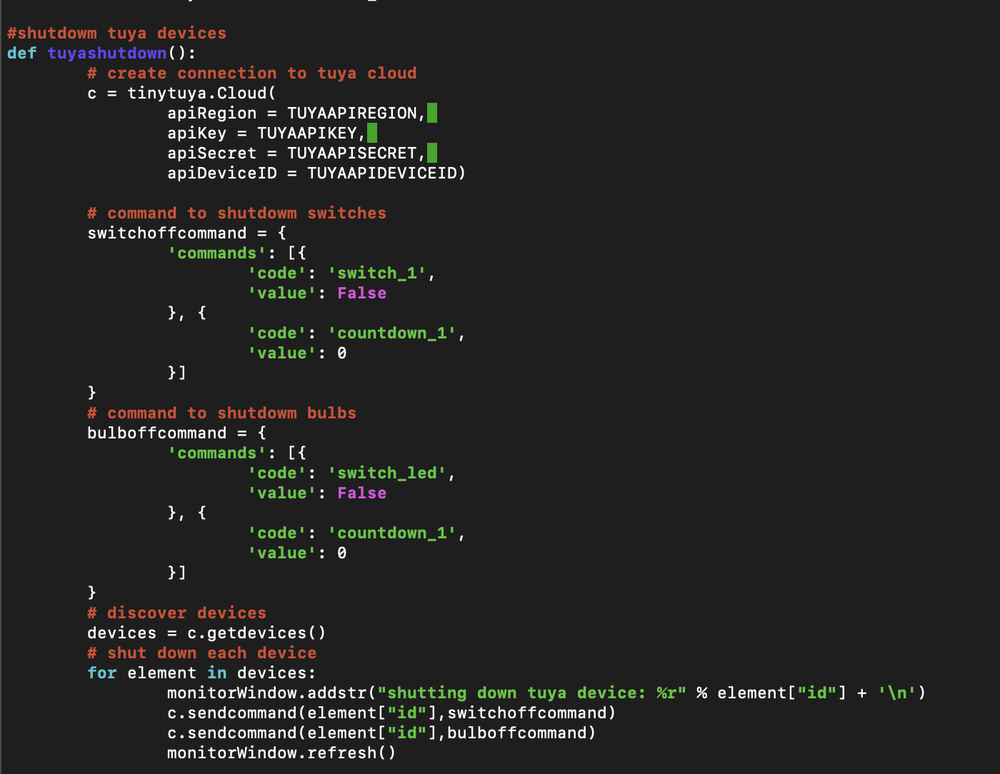 #shutdowm tuya devices
def tuyashutdown():
        # create connection to tuya cloud
        c = tinytuya.Cloud(
                apiRegion = TUYAAPIREGION,
                apiKey = TUYAAPIKEY,
                apiSecret = TUYAAPISECRET,
                apiDeviceID = TUYAAPIDEVICEID)

        # command to shutdowm switches
        switchoffcommand = {
                'commands': [{
                        'code': 'switch_1',
                        'value': False
                }, {
                        'code': 'countdown_1',
                        'value': 0
                }]
        }
        # command to shutdowm bulbs
        bulboffcommand = {
                'commands': [{
                        'code': 'switch_led',
                        'value': False
                }, {
                        'code': 'countdown_1',
                        'value': 0
                }]
        }
        # discover devices
        devices = c.getdevices()
        # shut down each device
        for element in devices:
                monitorWindow.addstr("shutting down tuya device: %r" % element["id"] + '\n')
                c.sendcommand(element["id"],switchoffcommand)
                c.sendcommand(element["id"],bulboffcommand)
                monitorWindow.refresh()